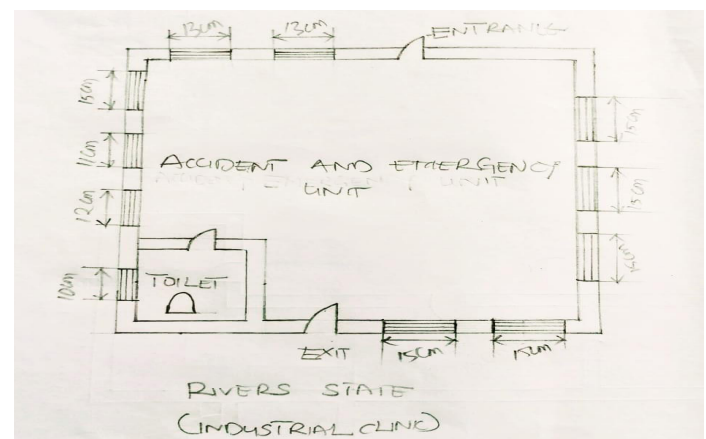 13cm 13cm ENTRANCE
15cm
15cm
11cm
ACCIDENT AND EMERGENCY
UNIT
12cm
15cm
10cm
TOILET
EXIT 15cm 15cm
RIVERS STATE
(INDUSTRIAL CLINIC)